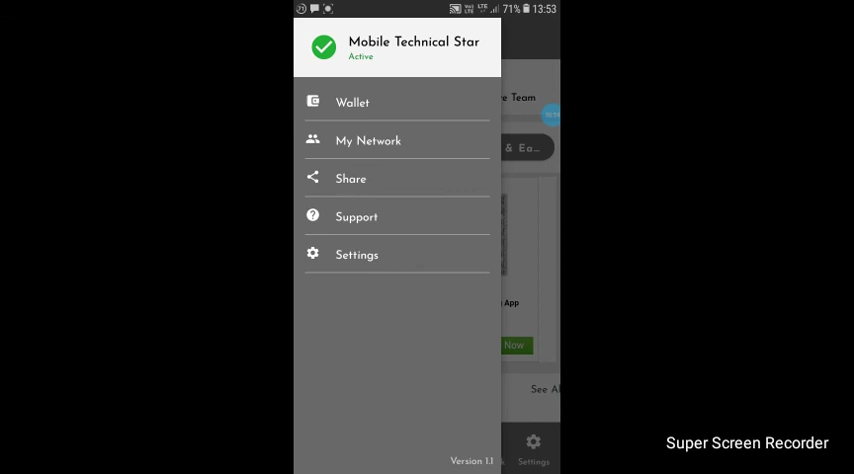 71% 13:53
Mobile Technical Star
Active
Team
Wallet
& Ea...
My Network
Share
Support
Settings
App
Now
See Al
Version 1.1
Settings
Super Screen Recorder